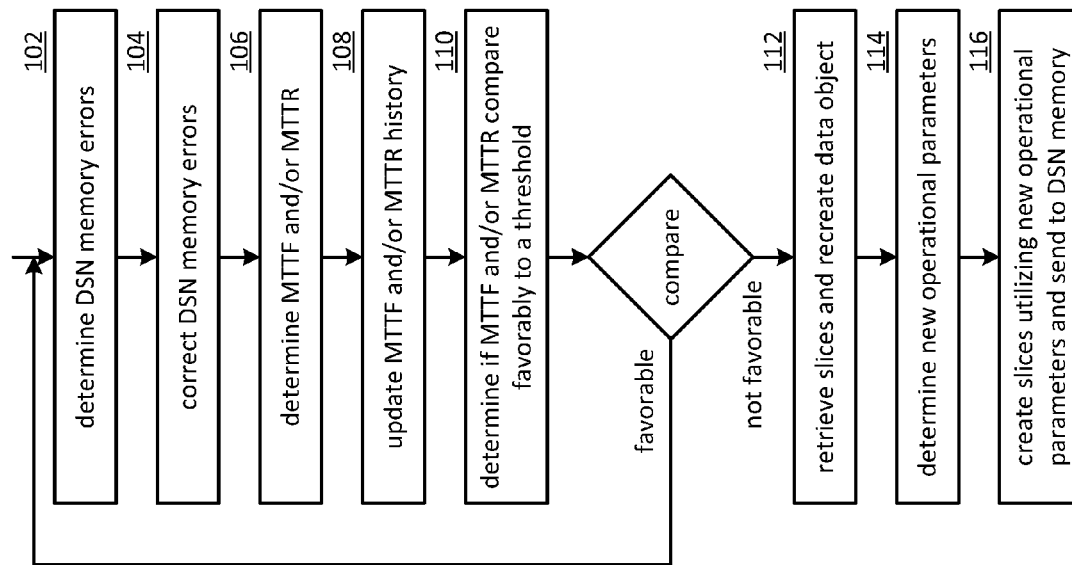 102
determine DSN memory errors
104
correct DSN memory errors
106
determine MTTF and/or MTTR
108
update MTTF and/or MTTR history
110
determine if MTTF and/or MTTR compare
favorably to a threshold
compare
favorable
not favorable
112
retrieve slices and recreate data object
114
determine new operational parameters
116
create slices utilizing new operational
parameters and send to DSN memory